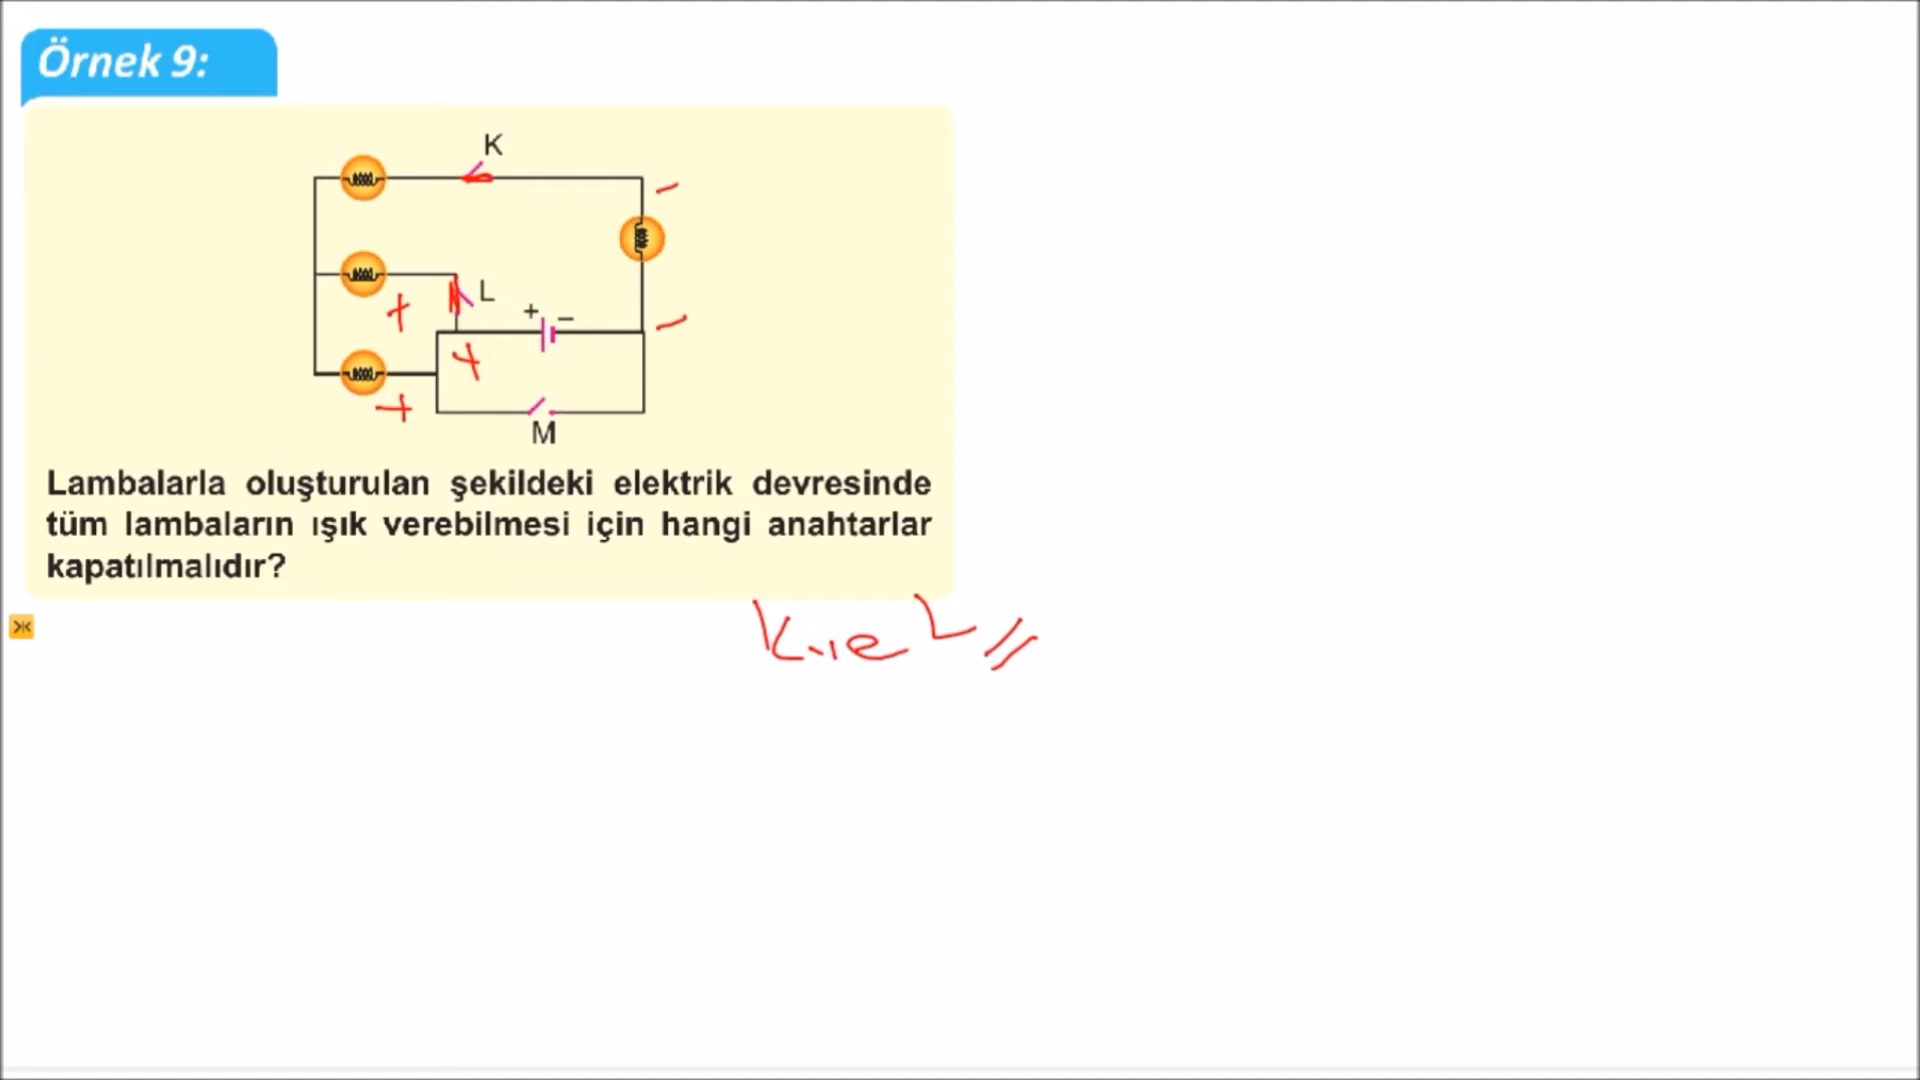 Örnek 9:
K
L
+ −
M
Lambalarla oluşturulan şekildeki elektrik devresinde
tüm lambaların ışık verebilmesi için hangi anahtarlar
kapatılmalıdır?
K ve L